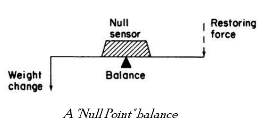 Null
sensor
Restoring
force
Weight
change
Balance
A "Null Point" balance